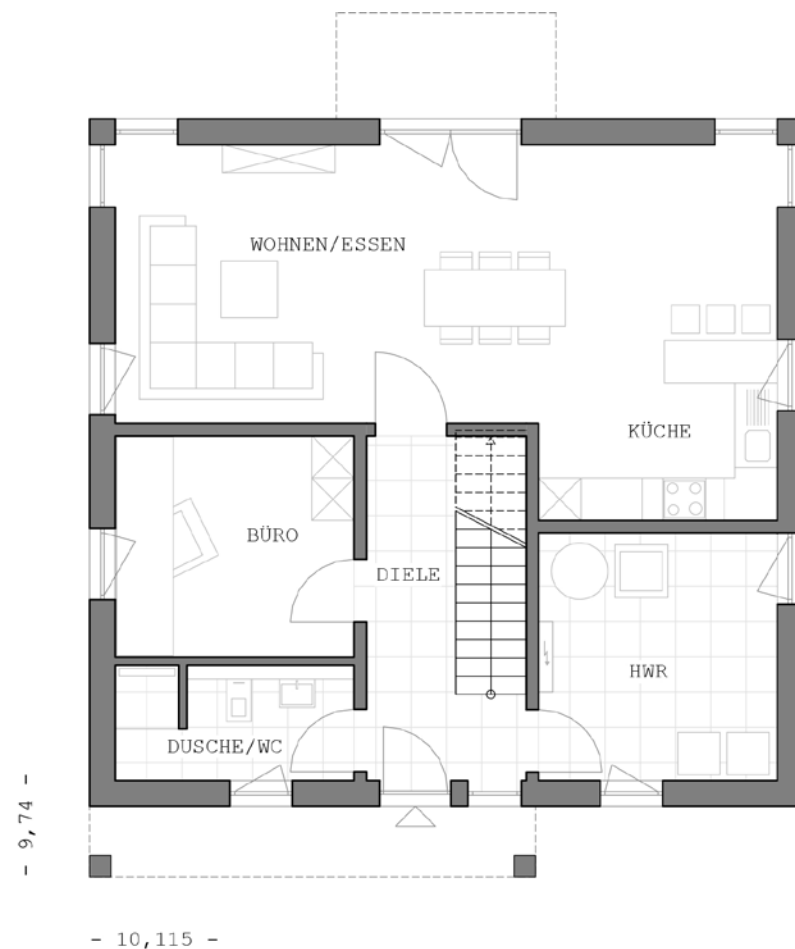 WOHNEN/ESSEN
KÜCHE
BÜRO
DIELE
HWR
DUSCHE/WC
- 9,74 -
- 10,115 -